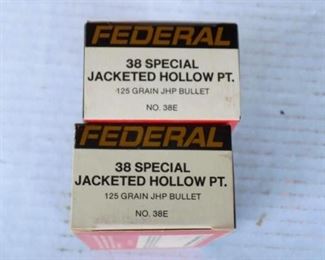 FEDERAL
38 SPECIAL
JACKETED HOLLOW PT.
125 GRAIN JHP BULLET
NO. 38E
FEDERAL
38 SPECIAL
JACKETED HOLLOW PT.
125 GRAIN JHP BULLET
NO. 38E